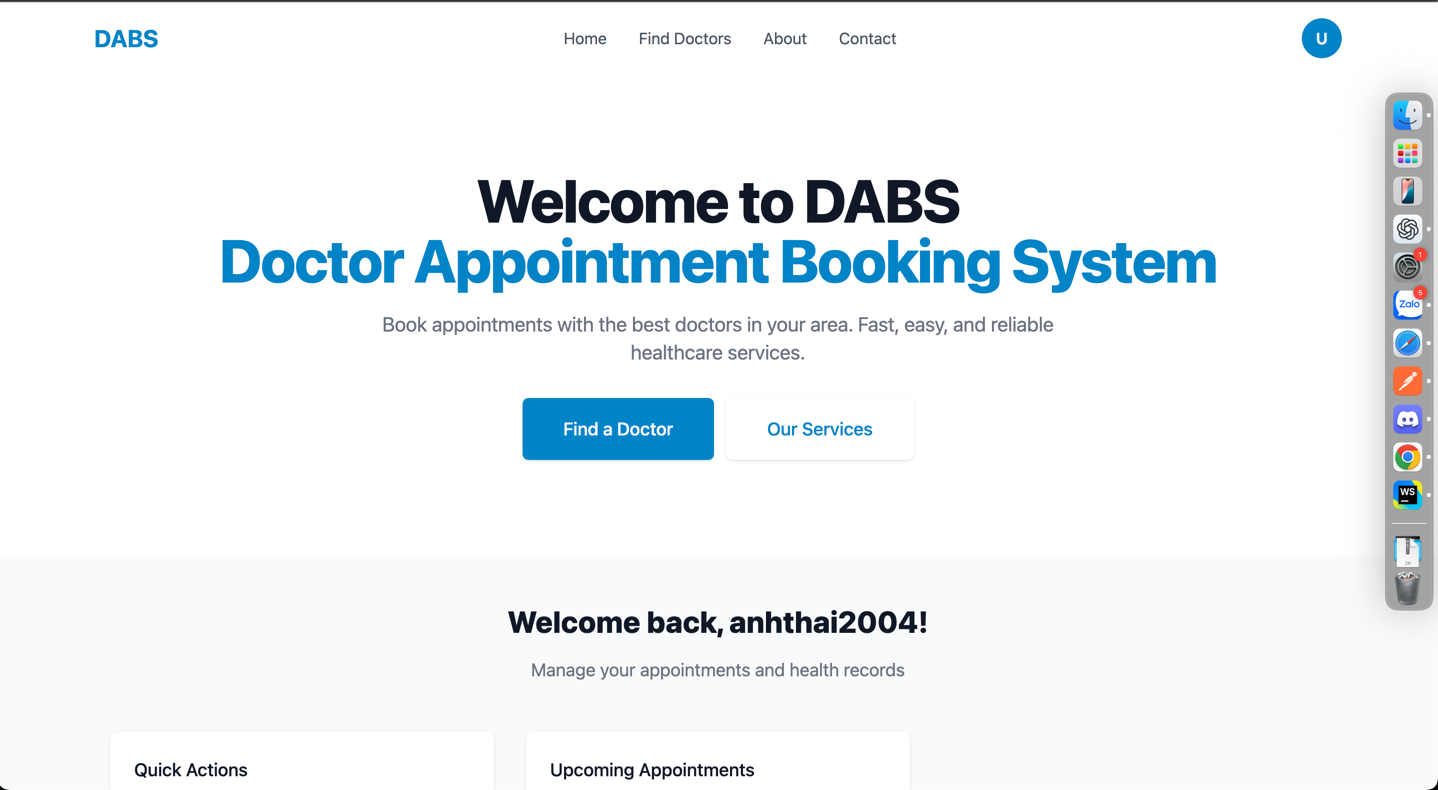 DABS
Home
Find Doctors
About
Contact
U
Welcome to DABS
Doctor Appointment Booking System
Book appointments with the best doctors in your area. Fast, easy, and reliable
healthcare services.
Find a Doctor
Our Services
Welcome back, anhthai2004!
Manage your appointments and health records
Quick Actions
Upcoming Appointments
1
5
Zalo
WS
ZIP